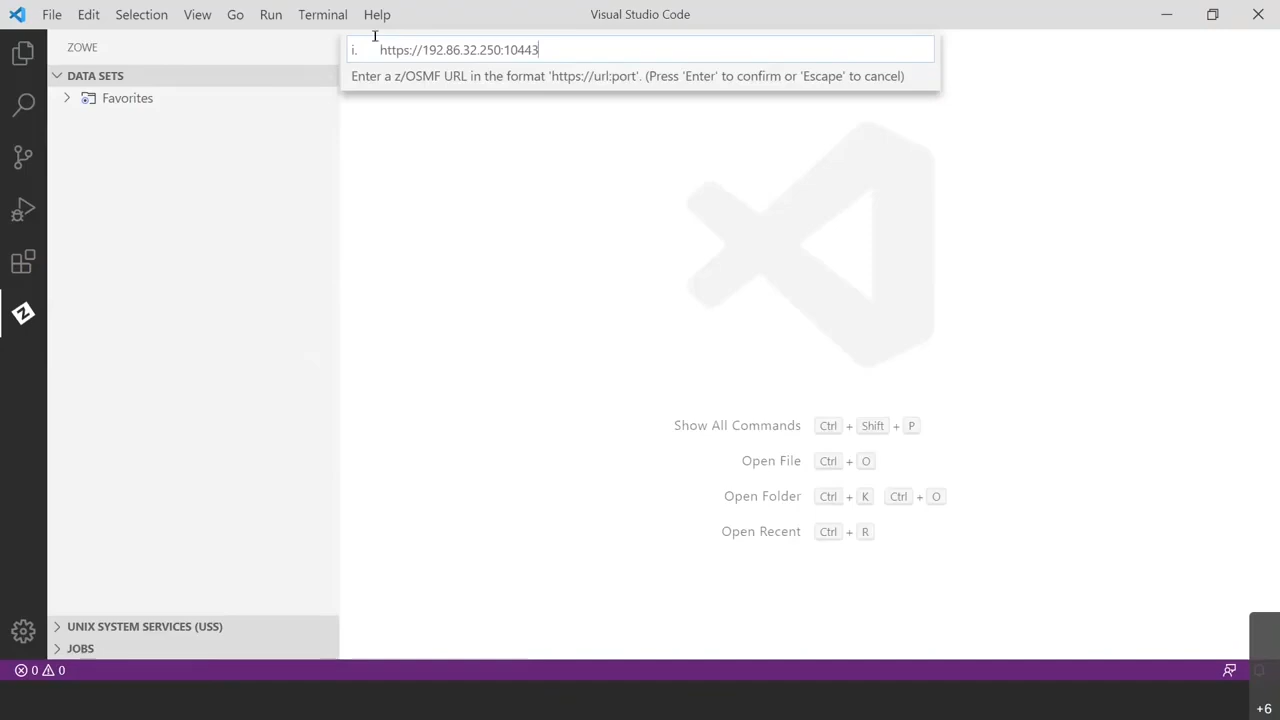 File Edit Selection View Go Run Terminal Help Visual Studio Code
ZOWE
i. https://192.86.32.250:10443
Enter a z/OSMF URL in the format 'https://url:port'. (Press 'Enter' to confirm or 'Escape' to cancel)
DATA SETS
Favorites
Show All Commands Ctrl + Shift + P
Open File Ctrl + O
Open Folder Ctrl + K Ctrl + O
Open Recent Ctrl + R
UNIX SYSTEM SERVICES (USS)
JOBS
0 0
+6